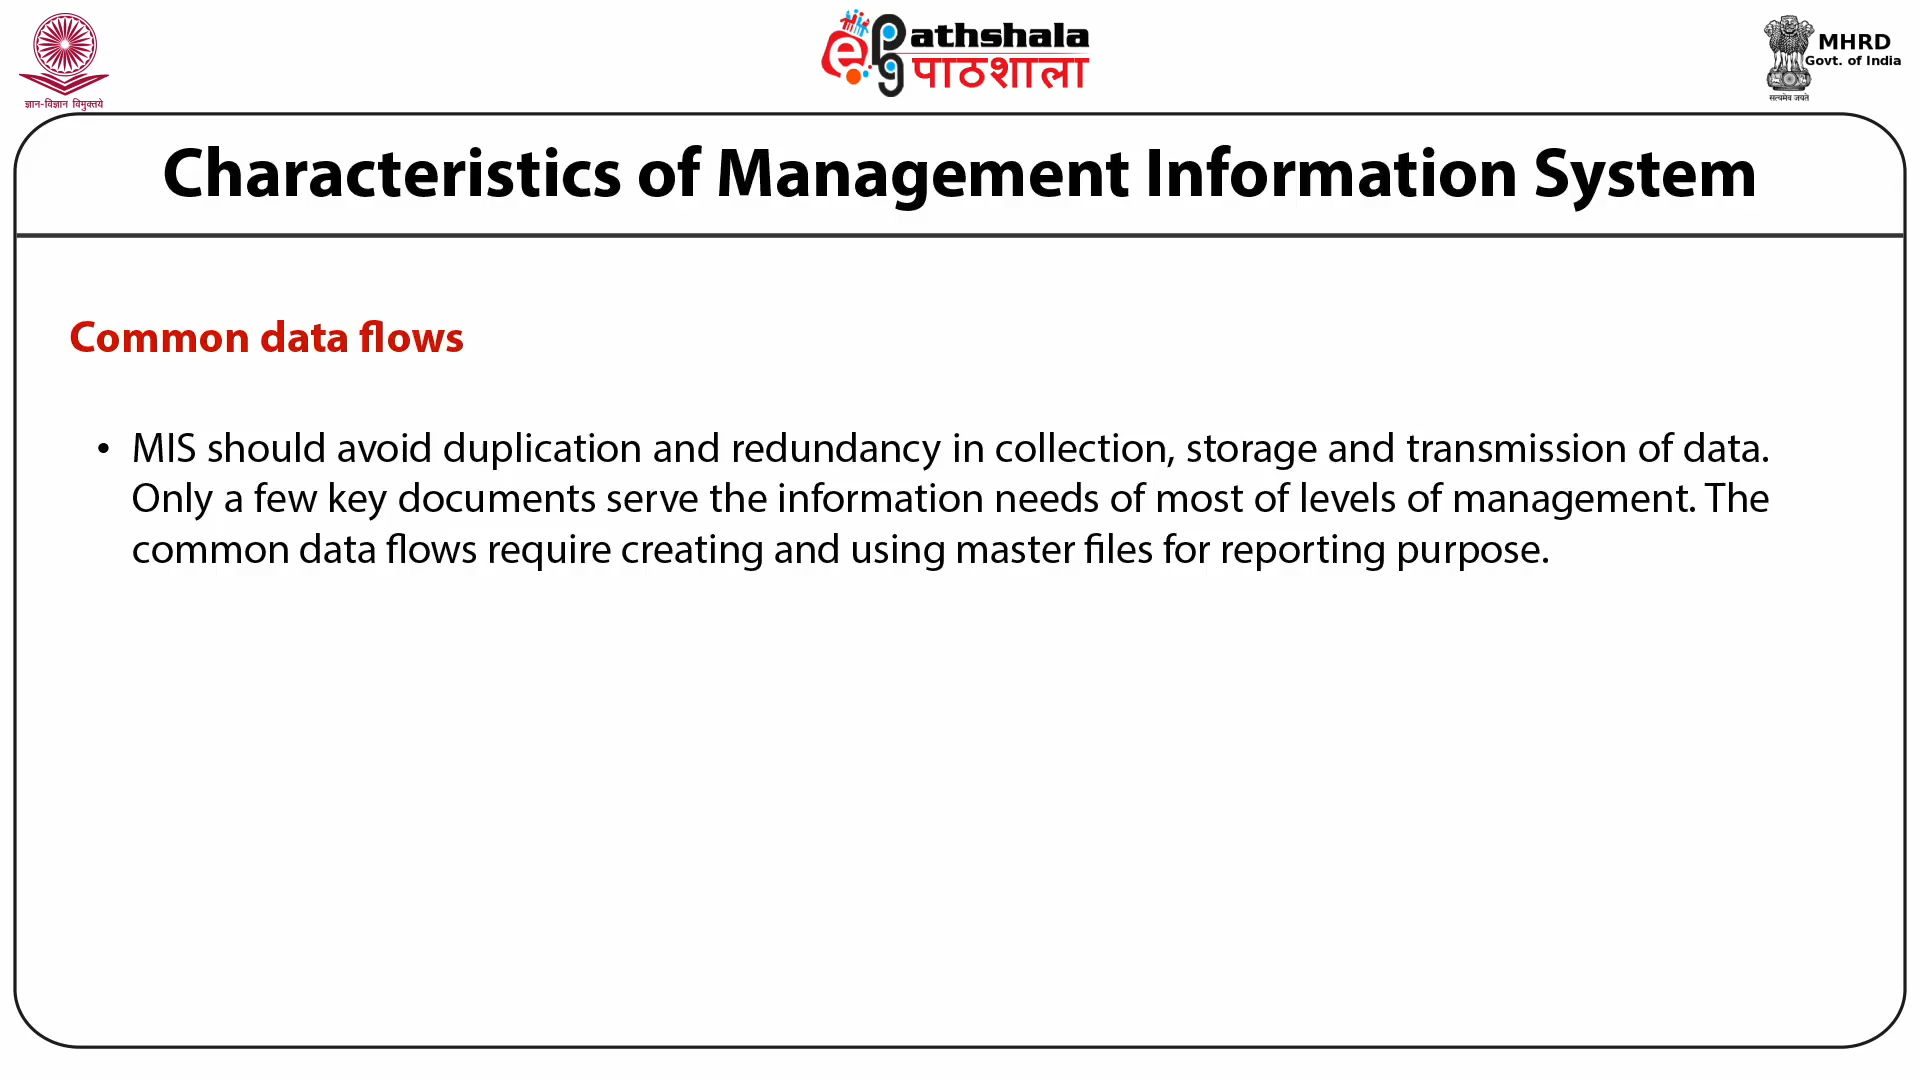 ज्ञान-विज्ञान विमुक्तये
ePathshala
पाठशाला
MHRD
Govt. of India
सत्यमेव जयते
Characteristics of Management Information System
Common data flows
• MIS should avoid duplication and redundancy in collection, storage and transmission of data.
Only a few key documents serve the information needs of most of levels of management. The
common data flows require creating and using master files for reporting purpose.